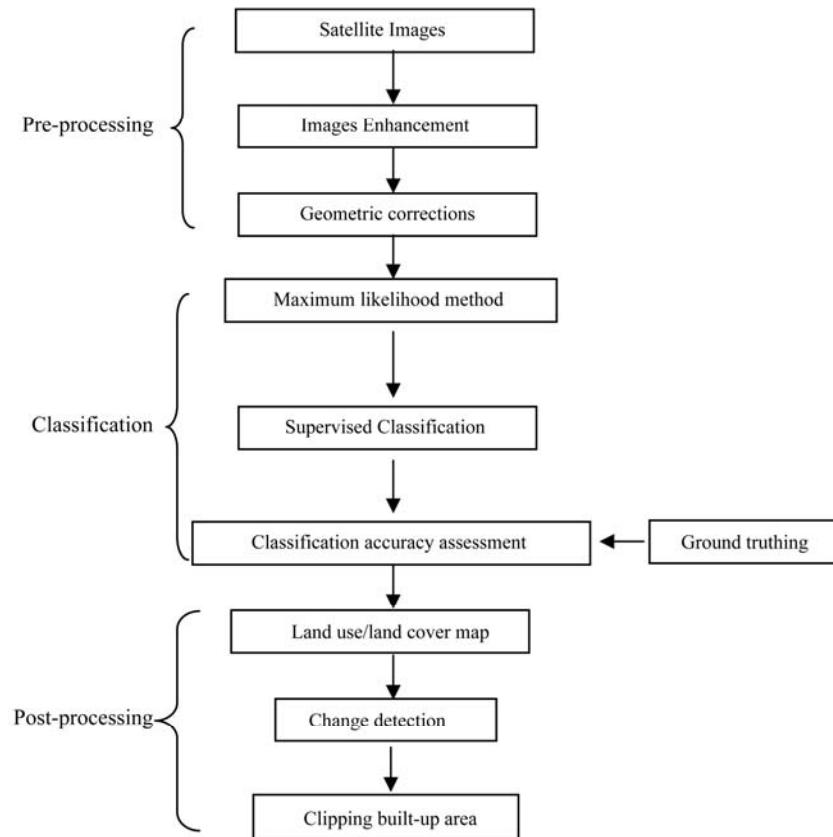 Satellite Images
Pre-processing
Images Enhancement
Geometric corrections
Maximum likelihood method
Classification
Supervised Classification
Classification accuracy assessment
Ground truthing
Land use/land cover map
Post-processing
Change detection
Clipping built-up area